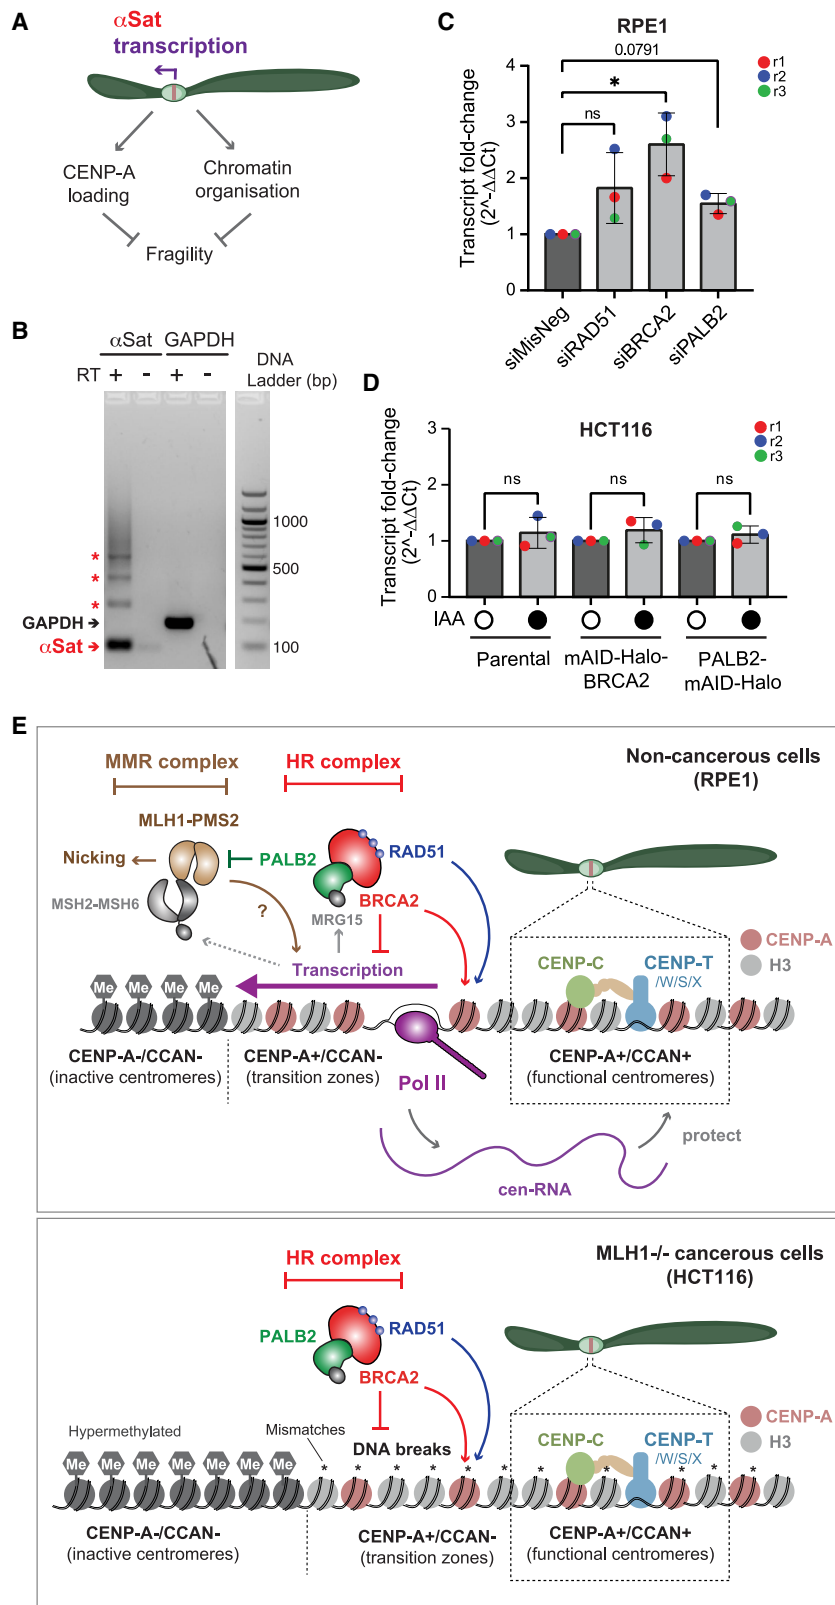 A
αSat
transcription
CENP-A
loading
Chromatin
organisation
Fragility
B
αSat GAPDH
RT + - + -
DNA
Ladder (bp)
1000
500
100
*
*
*
GAPDH
αSat
C
RPE1
0.0791
*
ns
r1
r2
r3
Transcript fold-change
(2^-ΔΔCt)
4
3
2
1
0
siMisNeg
siRAD51
siBRCA2
siPALB2
D
HCT116
r1
r2
r3
ns
ns
ns
Transcript fold-change
(2^-ΔΔCt)
3
2
1
0
IAA
Parental
mAID-Halo-
BRCA2
PALB2-
mAID-Halo
E
MMR complex
HR complex
Non-cancerous cells
(RPE1)
MLH1-PMS2
Nicking
PALB2
RAD51
MSH2-MSH6
?
BRCA2
MRG15
Transcription
CENP-C
CENP-T
/W/S/X
CENP-A
H3
Me Me Me Me
CENP-A-/CCAN-
(inactive centromeres)
CENP-A+/CCAN-
(transition zones)
Pol II
CENP-A+/CCAN+
(functional centromeres)
protect
cen-RNA
HR complex
MLH1-/- cancerous cells
(HCT116)
PALB2
RAD51
BRCA2
Hypermethylated
Mismatches
DNA breaks
CENP-C
CENP-T
/W/S/X
CENP-A
H3
Me Me Me Me Me Me Me
* * * * * * * * * * *
CENP-A-/CCAN-
(inactive centromeres)
CENP-A+/CCAN-
(transition zones)
CENP-A+/CCAN+
(functional centromeres)